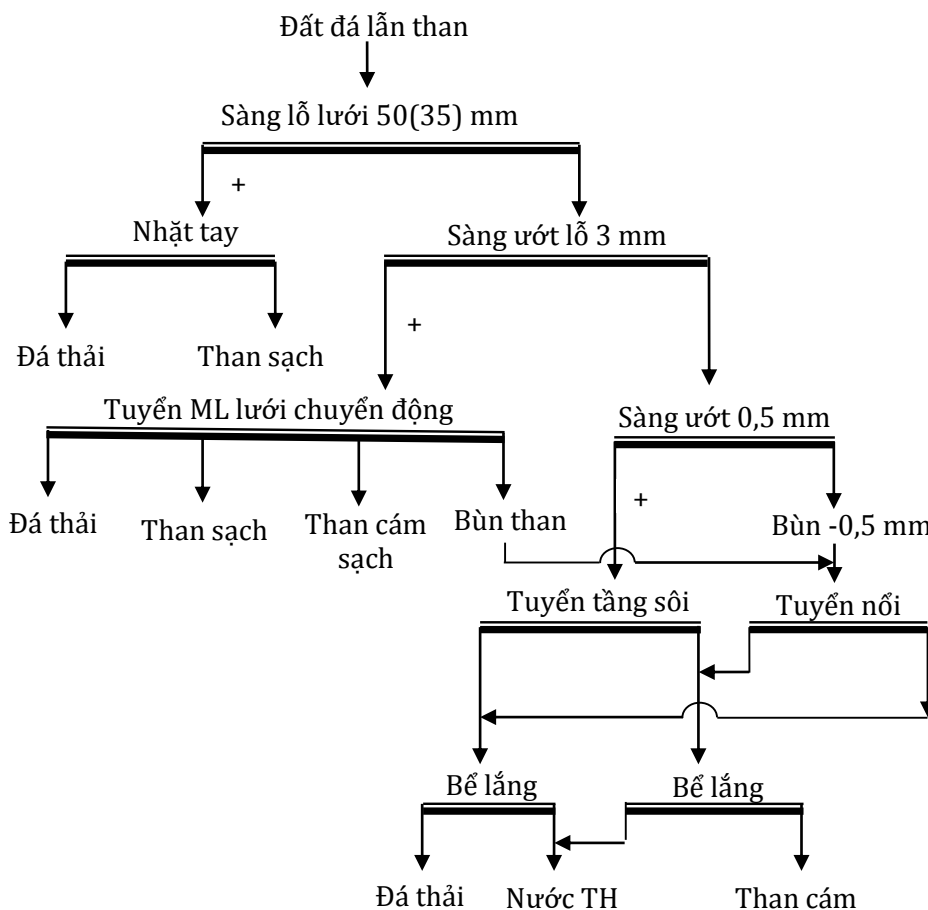 Đất đá lẫn than
Sàng lỗ lưới 50(35) mm
+
Nhặt tay
Sàng ướt lỗ 3 mm
+
Đá thải
Than sạch
Tuyển ML lưới chuyển động
Sàng ướt 0,5 mm
+
Đá thải
Than sạch
Than cám
sạch
Bùn than
Bùn -0,5 mm
Tuyển tầng sôi
Tuyển nổi
Bể lắng
Bể lắng
Đá thải
Nước TH
Than cám